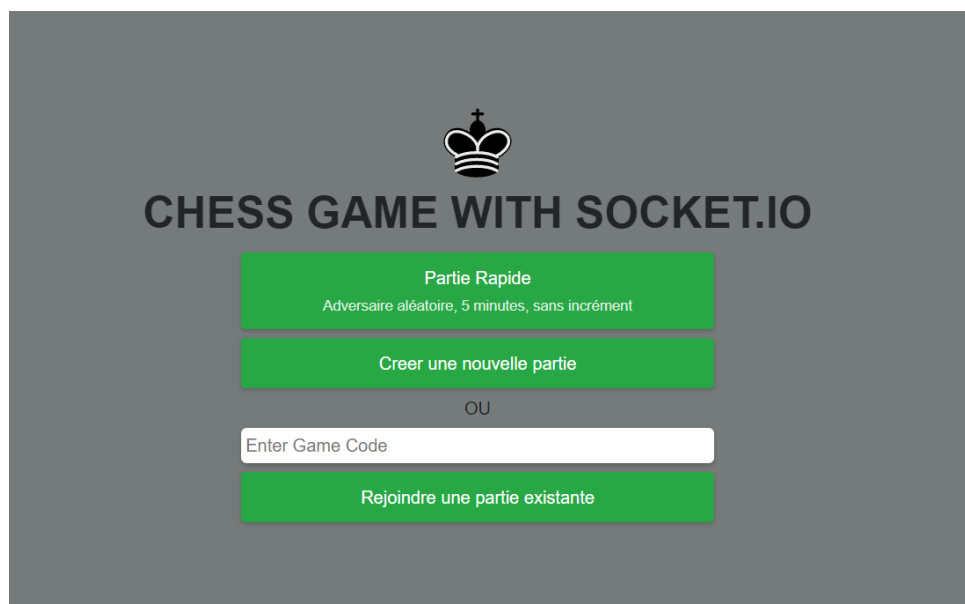 CHESS GAME WITH SOCKET.IO
Partie Rapide
Adversaire aléatoire, 5 minutes, sans incrément
Creer une nouvelle partie
OU
Enter Game Code
Rejoindre une partie existante